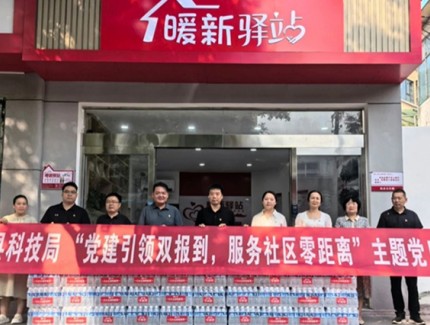 暖新驿站
县科技局 “党建引领双报到，服务社区零距离”主题党